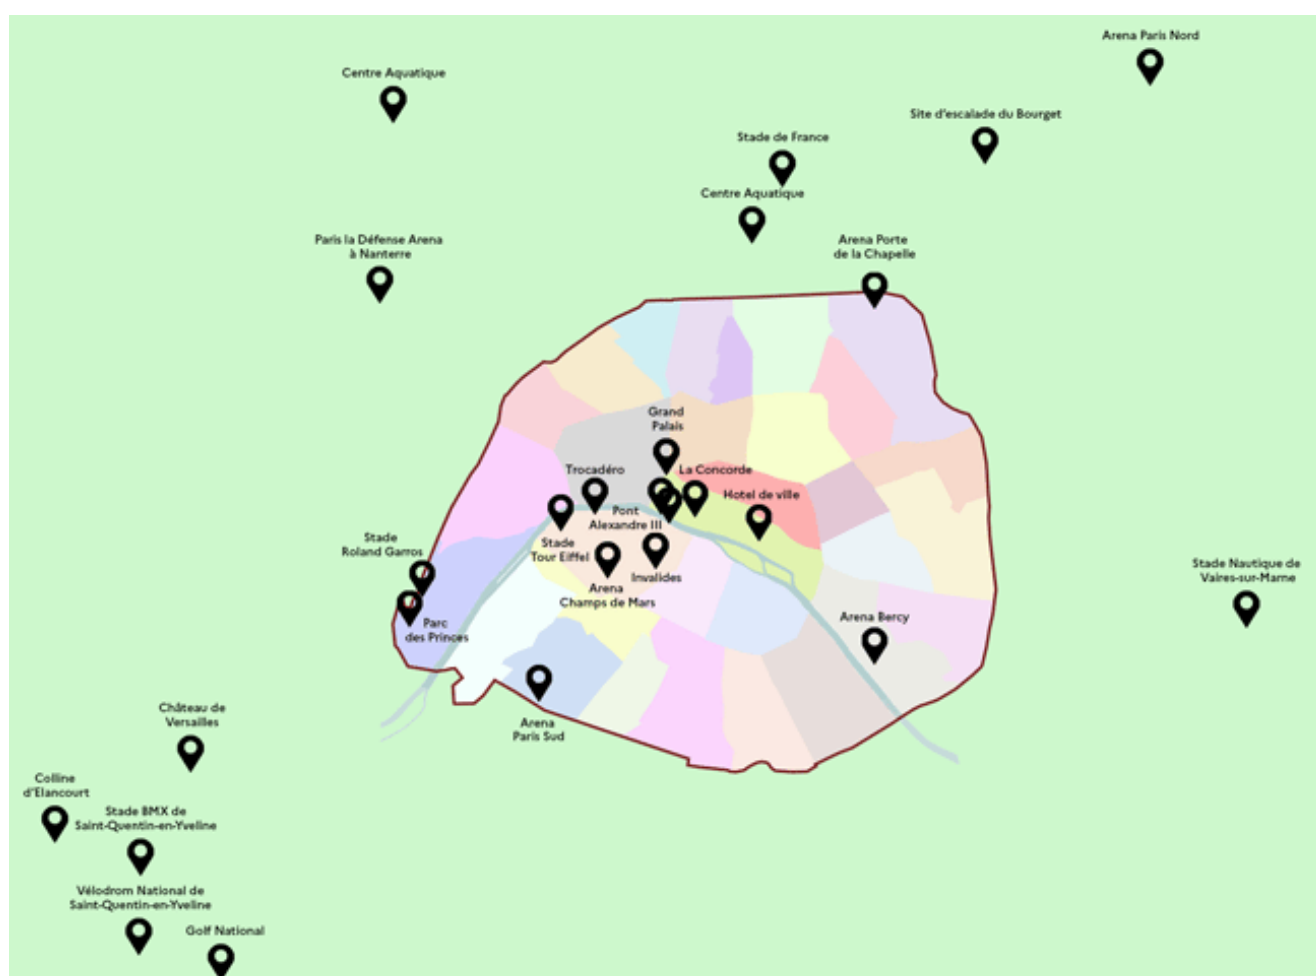 Arena Paris Nord
Centre Aquatique
Site d'escalade du Bourget
Stade de France
Centre Aquatique
Paris la Défense Arena
à Nanterre
Arena Porte
de la Chapelle
Grand
Palais
Trocadéro
La Concorde
Hotel de ville
Pont
Alexandre III
Stade
Roland Garros
Stade
Tour Eiffel
Invalides
Arena
Champs de Mars
Stade Nautique de
Vaires-sur-Marne
Parc
des Princes
Arena Bercy
Arena
Paris Sud
Château de
Versailles
Colline
d'Elancourt
Stade BMX de
Saint-Quentin-en-Yveline
Vélodrom National de
Saint-Quentin-en-Yveline
Golf National